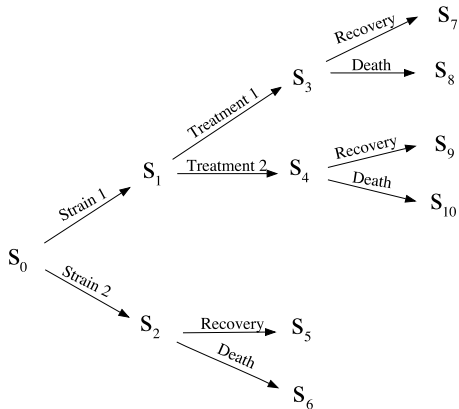 Recovery S7
Death S8
Treatment 1 S3
Recovery S9
S1 Treatment 2 S4
Death S10
Strain 1
S0
Strain 2
S2 Recovery S5
Death S6